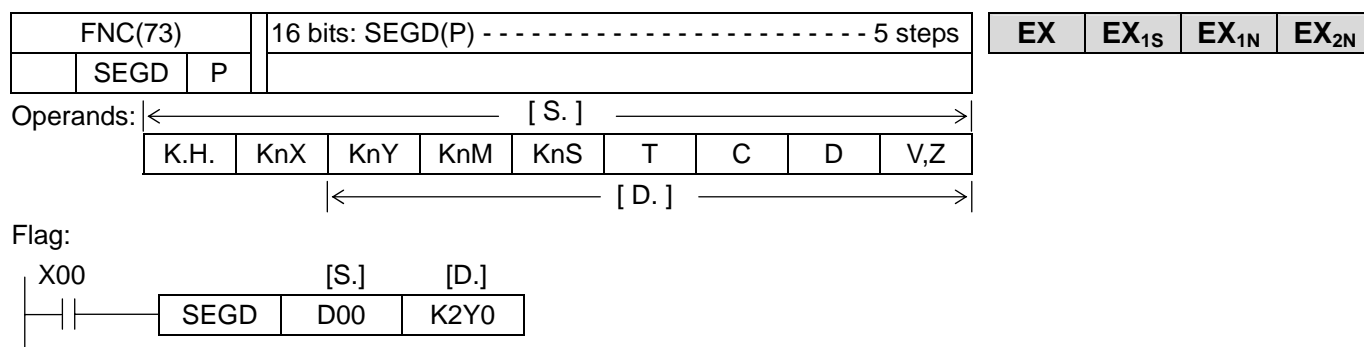 FNC(73) 16 bits: SEGD(P) - - - - - - - - - - - - - - - - - - - - - - - - 5 steps EX EX1S EX1N EX2N
SEGD P
Operands: [ S. ]
K.H. KnX KnY KnM KnS T C D V,Z
[ D. ]
Flag:
X00 [S.] [D.]
SEGD D00 K2Y0